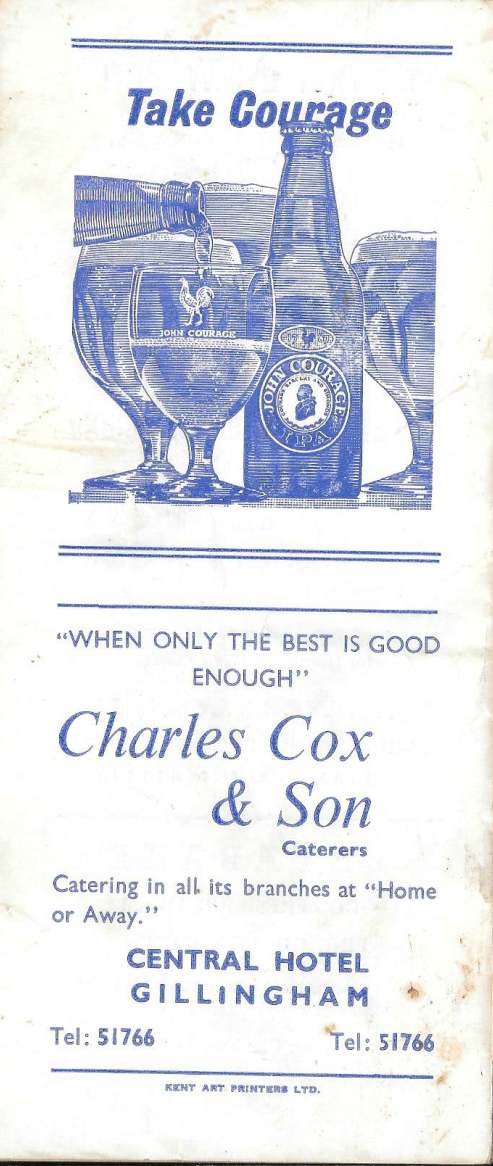 Take Courage
JOHN COURAGE
JOHN COURAGE
IPA
"WHEN ONLY THE BEST IS GOOD
ENOUGH"
Charles Cox
& Son
Caterers
Catering in all its branches at "Home
or Away."
CENTRAL HOTEL
GILLINGHAM
Tel: 51766 Tel: 51766
KENT ART PRINTERS LTD.